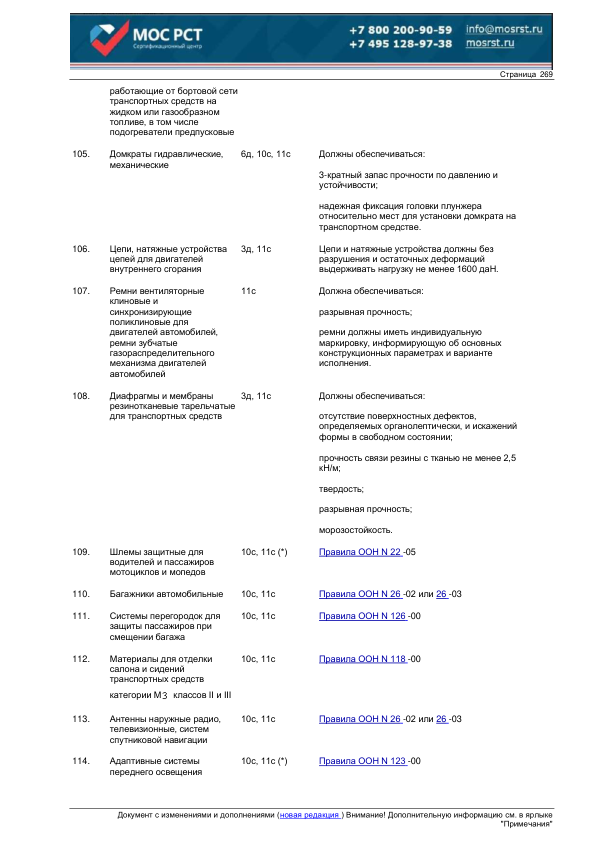 МОС РСТ
Сертификационный центр
+7 800 200-90-59 info@mosrst.ru
+7 495 128-97-38 mosrst.ru
Страница 269
работающие от бортовой сети
транспортных средств на
жидком или газообразном
топливе, в том числе
подогреватели предпусковые
105. Домкраты гидравлические,
механические
6д, 10с, 11с
Должны обеспечиваться:
3-кратный запас прочности по давлению и
устойчивости;
надежная фиксация головки плунжера
относительно мест для установки домкрата на
транспортном средстве.
106. Цепи, натяжные устройства
цепей для двигателей
внутреннего сгорания
3д, 11с
Цепи и натяжные устройства должны без
разрушения и остаточных деформаций
выдерживать нагрузку не менее 1600 даН.
107. Ремни вентиляторные
клиновые и
синхронизирующие
поликлиновые для
двигателей автомобилей,
ремни зубчатые
газораспределительного
механизма двигателей
автомобилей
11с
Должна обеспечиваться:
разрывная прочность;
ремни должны иметь индивидуальную
маркировку, информирующую об основных
конструкционных параметрах и варианте
исполнения.
108. Диафрагмы и мембраны
резинотканевые тарельчатые
для транспортных средств
3д, 11с
Должны обеспечиваться:
отсутствие поверхностных дефектов,
определяемых органолептически, и искажений
формы в свободном состоянии;
прочность связи резины с тканью не менее 2,5
кН/м;
твердость;
разрывная прочность;
морозостойкость.
109. Шлемы защитные для
водителей и пассажиров
мотоциклов и мопедов
10с, 11с (*)
Правила ООН N 22 -05
110. Багажники автомобильные
10с, 11с
Правила ООН N 26 -02 или 26 -03
111. Системы перегородок для
защиты пассажиров при
смещении багажа
10с, 11с
Правила ООН N 126 -00
112. Материалы для отделки
салона и сидений
транспортных средств
категории M3 классов II и III
10с, 11с
Правила ООН N 118 -00
113. Антенны наружные радио,
телевизионные, систем
спутниковой навигации
10с, 11с
Правила ООН N 26 -02 или 26 -03
114. Адаптивные системы
переднего освещения
10с, 11с (*)
Правила ООН N 123 -00
Документ с изменениями и дополнениями (новая редакция ) Внимание! Дополнительную информацию см. в ярлыке
"Примечания"